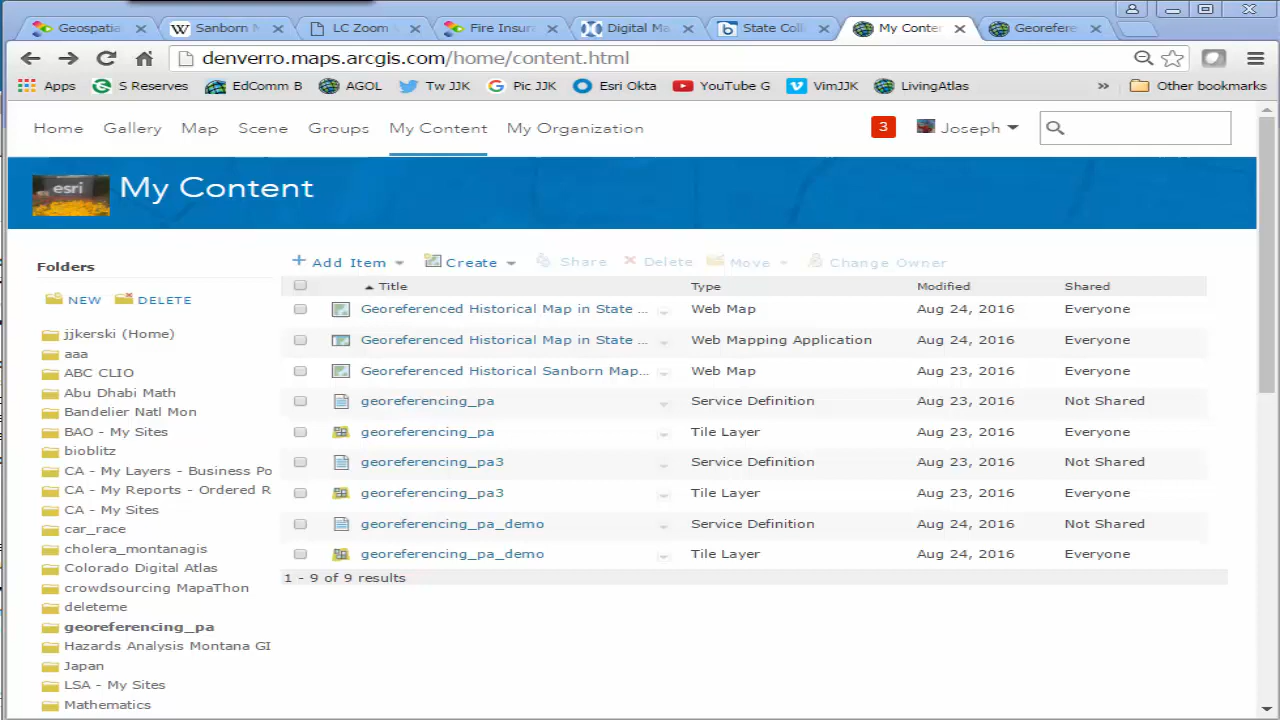 Geospatia Sanborn M LC Zoom Fire Insur Digital Ma State Coll My Conte Georefere
denverro.maps.arcgis.com/home/content.html
Apps S Reserves EdComm B AGOL Tw JJK Pic JJK Esri Okta YouTube G VimJJK LivingAtlas » Other bookmarks
Home Gallery Map Scene Groups My Content My Organization 3 Joseph
esri My Content
Folders
+ Add Item Create Share Delete Move Change Owner
NEW DELETE
Title Type Modified Shared
Georeferenced Historical Map in State ... Web Map Aug 24, 2016 Everyone
Georeferenced Historical Map in State ... Web Mapping Application Aug 24, 2016 Everyone
Georeferenced Historical Sanborn Map... Web Map Aug 23, 2016 Everyone
georeferencing_pa Service Definition Aug 23, 2016 Not Shared
georeferencing_pa Tile Layer Aug 23, 2016 Everyone
georeferencing_pa3 Service Definition Aug 23, 2016 Not Shared
georeferencing_pa3 Tile Layer Aug 23, 2016 Everyone
georeferencing_pa_demo Service Definition Aug 24, 2016 Not Shared
georeferencing_pa_demo Tile Layer Aug 24, 2016 Everyone
1 - 9 of 9 results
jjkerski (Home)
aaa
ABC CLIO
Abu Dhabi Math
Bandelier Natl Mon
BAO - My Sites
bioblitz
CA - My Layers - Business Po
CA - My Reports - Ordered R
CA - My Sites
car_race
cholera_montanagis
Colorado Digital Atlas
crowdsourcing MapaThon
deleteme
georeferencing_pa
Hazards Analysis Montana GI
Japan
LSA - My Sites
Mathematics